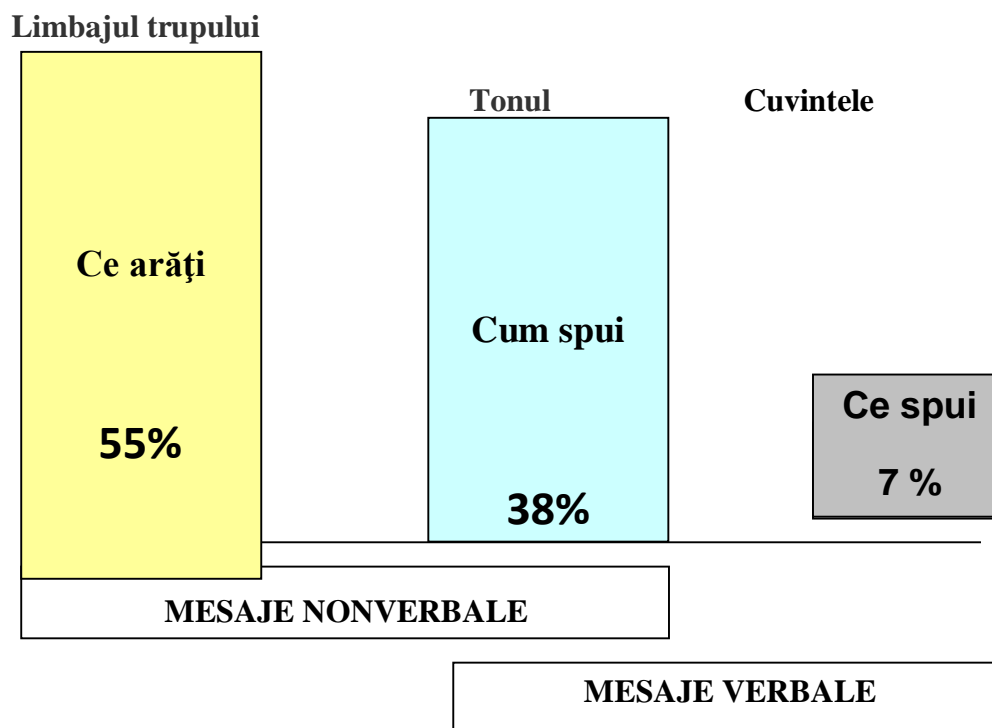 Limbajul trupului
Tonul
Cuvintele
Ce arăţi
55%
Cum spui
38%
Ce spui
7 %
MESAJE NONVERBALE
MESAJE VERBALE